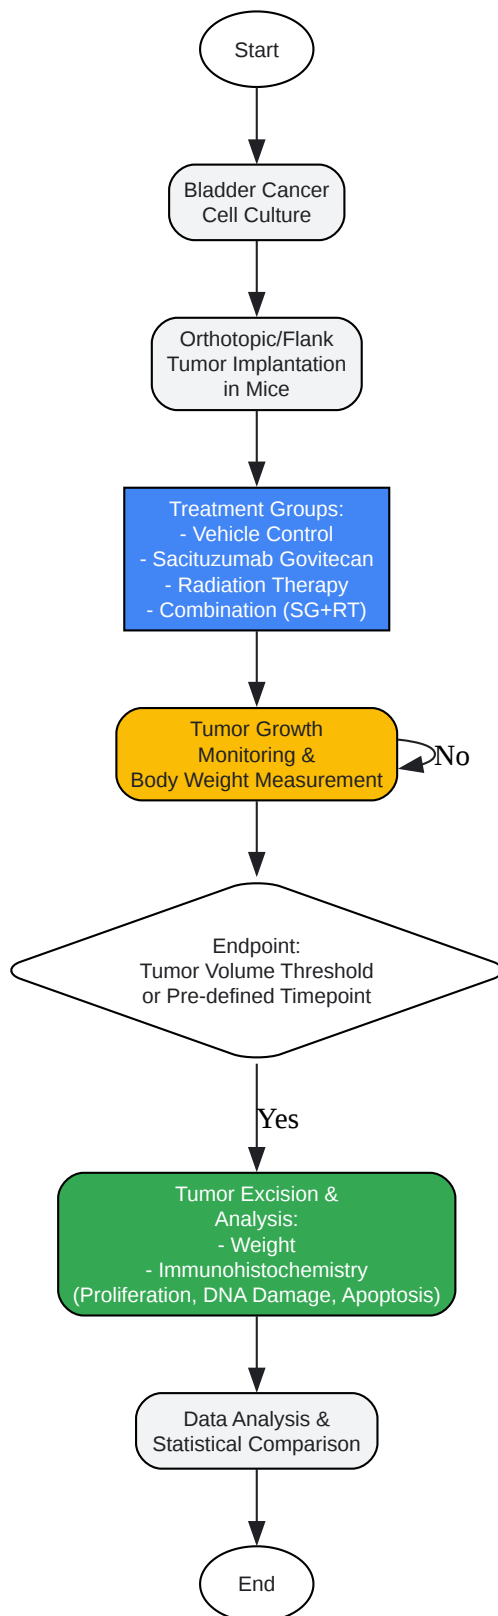 Start
Bladder Cancer
Cell Culture
Orthotopic/Flank
Tumor Implantation
in Mice
Treatment Groups:
- Vehicle Control
- Sacituzumab Govitecan
- Radiation Therapy
- Combination (SG+RT)
Tumor Growth
Monitoring &
Body Weight Measurement
No
Endpoint:
Tumor Volume Threshold
or Pre-defined Timepoint
Yes
Tumor Excision &
Analysis:
- Weight
- Immunohistochemistry
(Proliferation, DNA Damage, Apoptosis)
Data Analysis &
Statistical Comparison
End